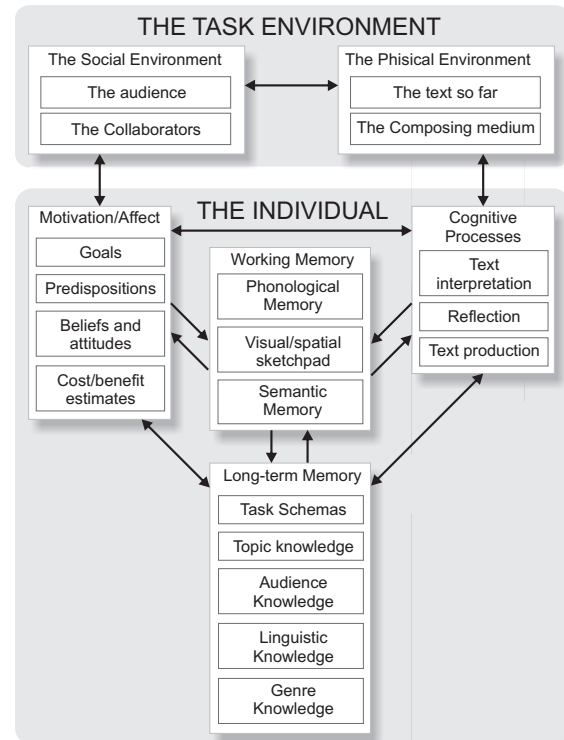 THE TASK ENVIRONMENT
The Social Environment
The audience
The Collaborators
The Phisical Environment
The text so far
The Composing medium
THE INDIVIDUAL
Motivation/Affect
Goals
Predispositions
Beliefs and
attitudes
Cost/benefit
estimates
Working Memory
Phonological
Memory
Visual/spatial
sketchpad
Semantic
Memory
Cognitive
Processes
Text
interpretation
Reflection
Text production
Long-term Memory
Task Schemas
Topic knowledge
Audience
Knowledge
Linguistic
Knowledge
Genre
Knowledge